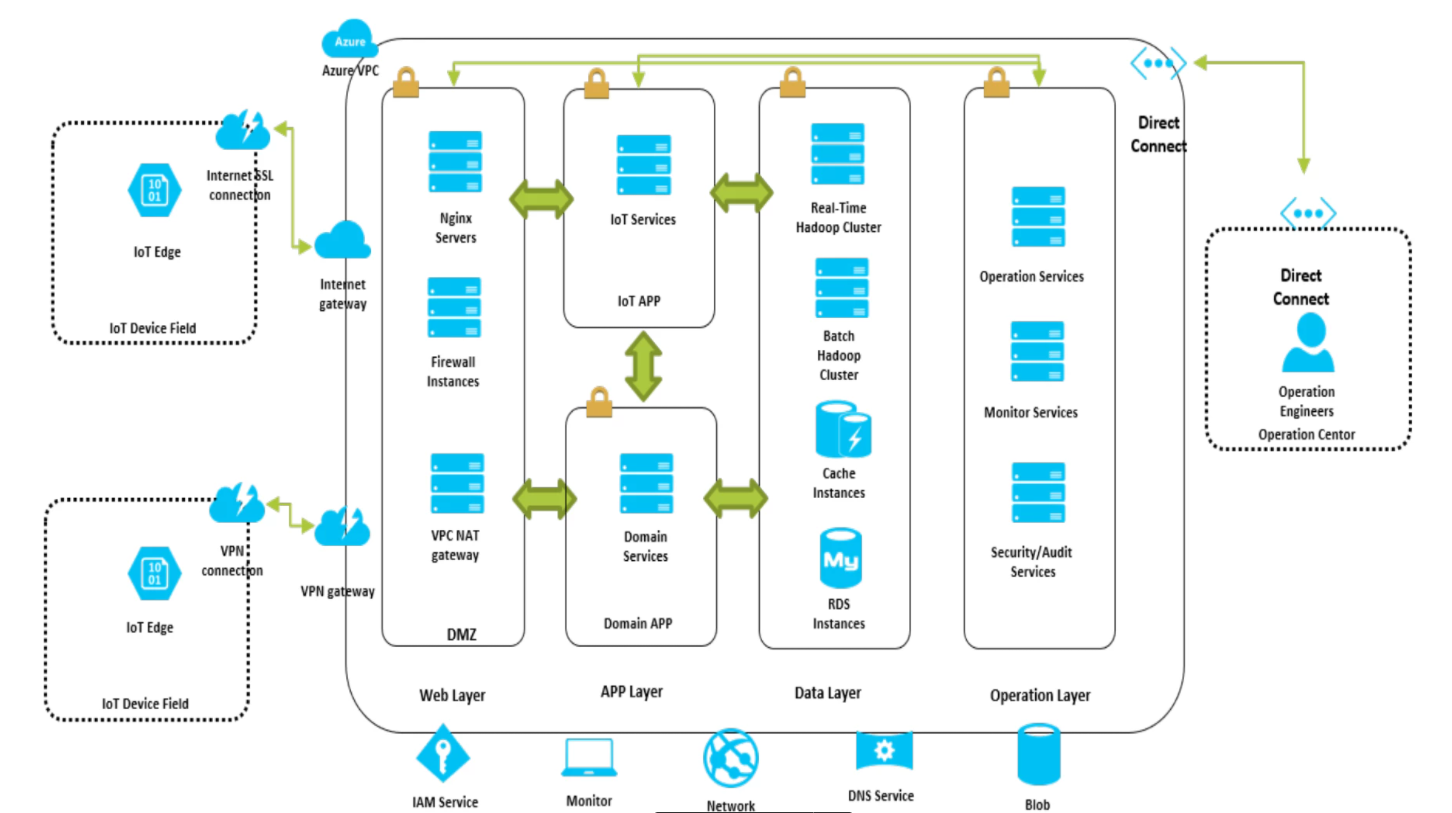 Azure
Azure VPC
Internet SSL
connection
10
01
IoT Edge
IoT Device Field
Internet
gateway
VPN
connection
10
01
IoT Edge
IoT Device Field
VPN gateway
Nginx
Servers
Firewall
Instances
VPC NAT
gateway
DMZ
Web Layer
IoT Services
IoT APP
Domain
Services
Domain APP
APP Layer
Real-Time
Hadoop Cluster
Batch
Hadoop
Cluster
Cache
Instances
My
RDS
Instances
Data Layer
Operation Services
Monitor Services
Security/Audit
Services
Operation Layer
Direct
Connect
Direct
Connect
Operation
Engineers
Operation Centor
IAM Service
Monitor
Network
DNS Service
Blob